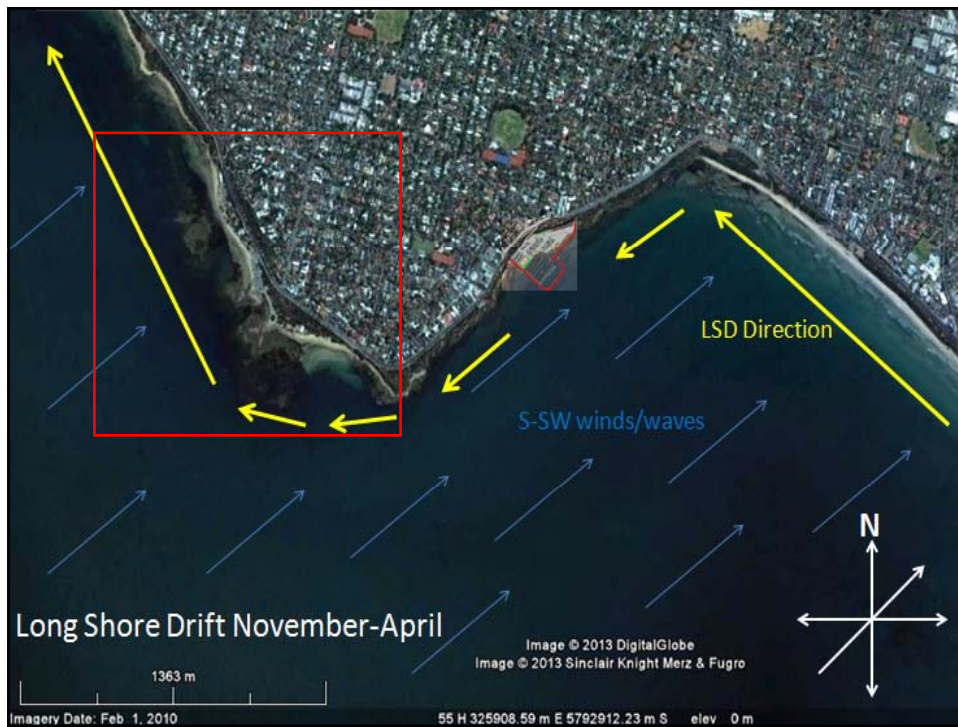 LSD Direction
S-SW winds/waves
N
Long Shore Drift November-April
Image © 2013 DigitalGlobe
Image © 2013 Sinclair Knight Merz & Fugro
1363 m
Imagery Date: Feb 1, 2010
55 H 325908.59 m E 5792912.23 m S elev 0 m